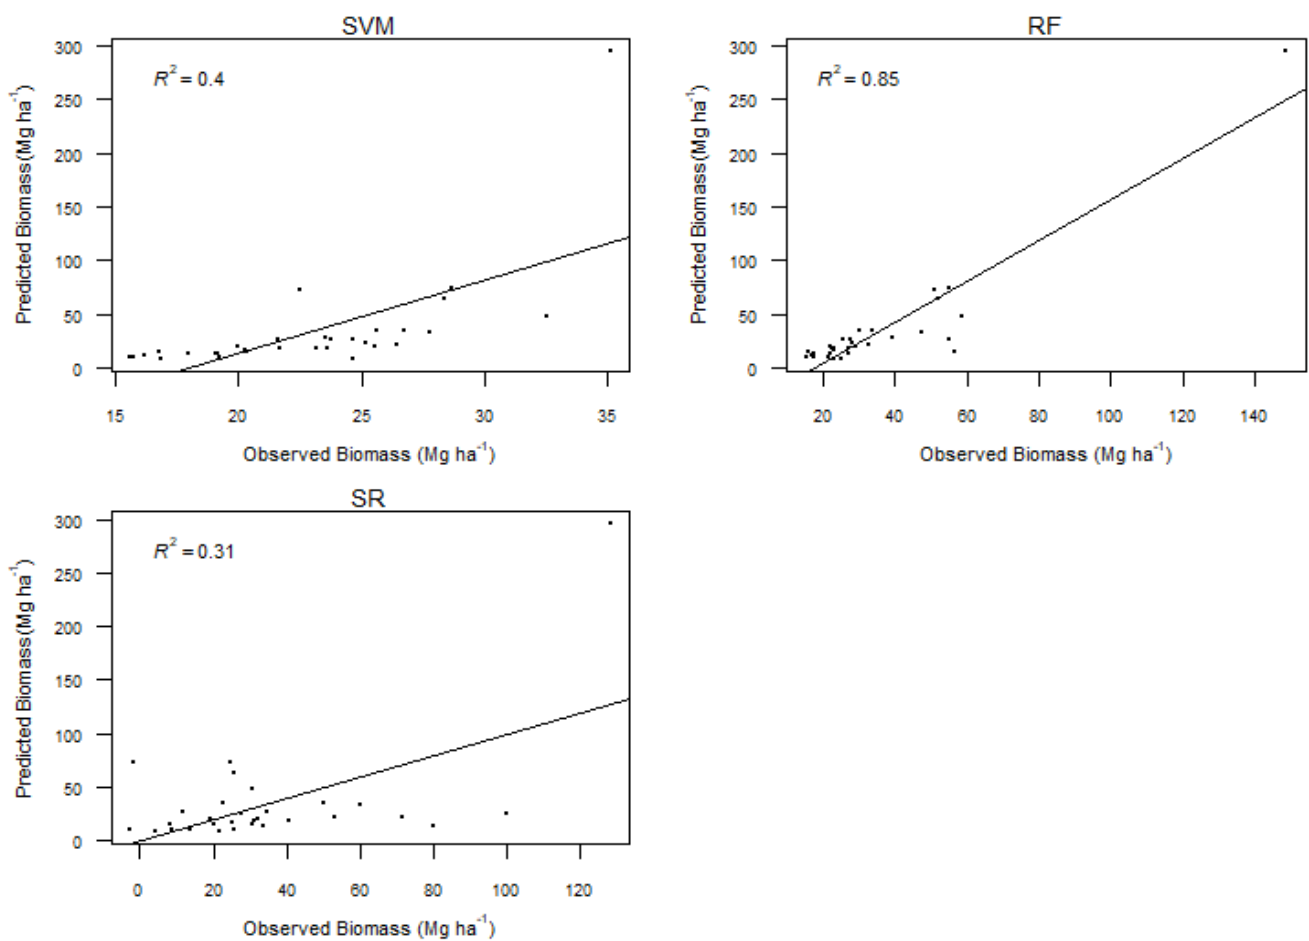 SVM
R² = 0.4
300
250
200
150
100
50
0
Predicted Biomass(Mg ha⁻¹)
15 20 25 30 35
Observed Biomass (Mg ha⁻¹)
RF
R² = 0.85
300
250
200
150
100
50
0
Predicted Biomass(Mg ha⁻¹)
20 40 60 80 100 120 140
Observed Biomass (Mg ha⁻¹)
SR
R² = 0.31
300
250
200
150
100
50
0
Predicted Biomass(Mg ha⁻¹)
0 20 40 60 80 100 120
Observed Biomass (Mg ha⁻¹)